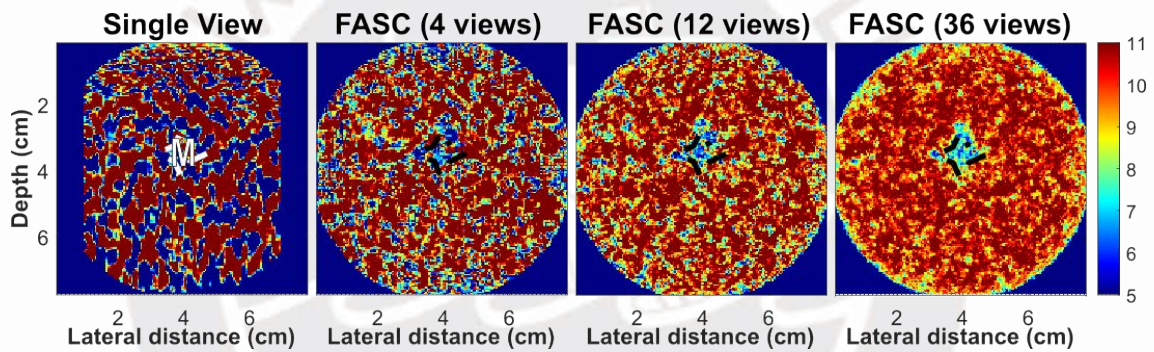 Single View FASC (4 views) FASC (12 views) FASC (36 views)
Depth (cm)
2
4
6
M
11
10
9
8
7
6
5
2 4 6 2 4 6 2 4 6 2 4 6
Lateral distance (cm) Lateral distance (cm) Lateral distance (cm) Lateral distance (cm)